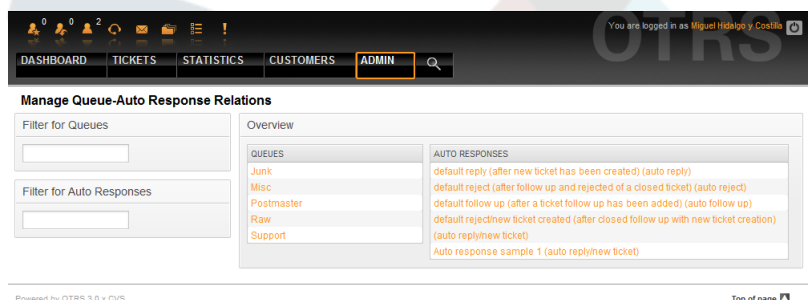 0 0 2
You are logged in as Miguel Hidalgo y Costilla
OTRS
DASHBOARD TICKETS STATISTICS CUSTOMERS ADMIN
Manage Queue-Auto Response Relations
Filter for Queues
Filter for Auto Responses
Overview
QUEUES
Junk
Misc
Postmaster
Raw
Support
AUTO RESPONSES
default reply (after new ticket has been created) (auto reply)
default reject (after follow up and rejected of a closed ticket) (auto reject)
default follow up (after a ticket follow up has been added) (auto follow up)
default reject/new ticket created (after closed follow up with new ticket creation)
(auto reply/new ticket)
Auto response sample 1 (auto reply/new ticket)
Powered by OTRS 3.0.x CVS
Top of page